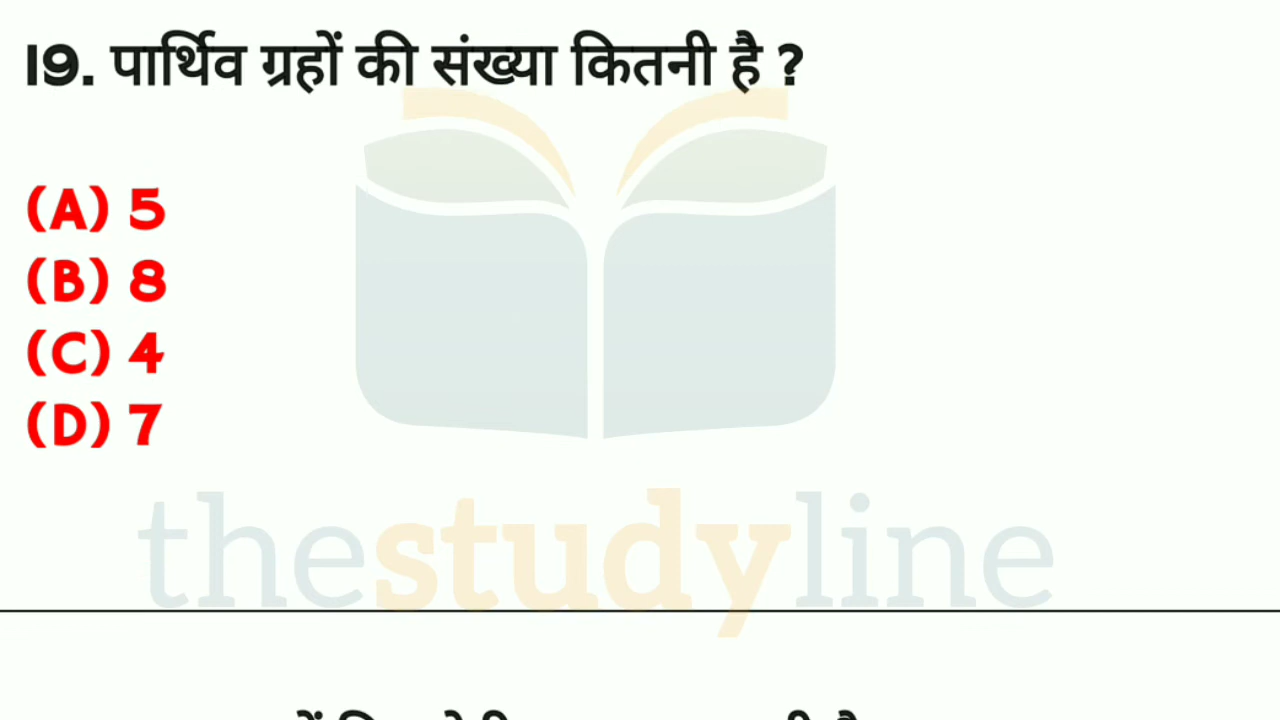 19. पार्थिव ग्रहों की संख्या कितनी है ?
(A) 5
(B) 8
(C) 4
(D) 7
thestudyline